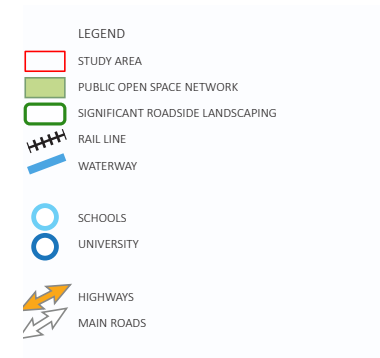 LEGEND
STUDY AREA
PUBLIC OPEN SPACE NETWORK
SIGNIFICANT ROADSIDE LANDSCAPING
RAIL LINE
WATERWAY
SCHOOLS
UNIVERSITY
HIGHWAYS
MAIN ROADS